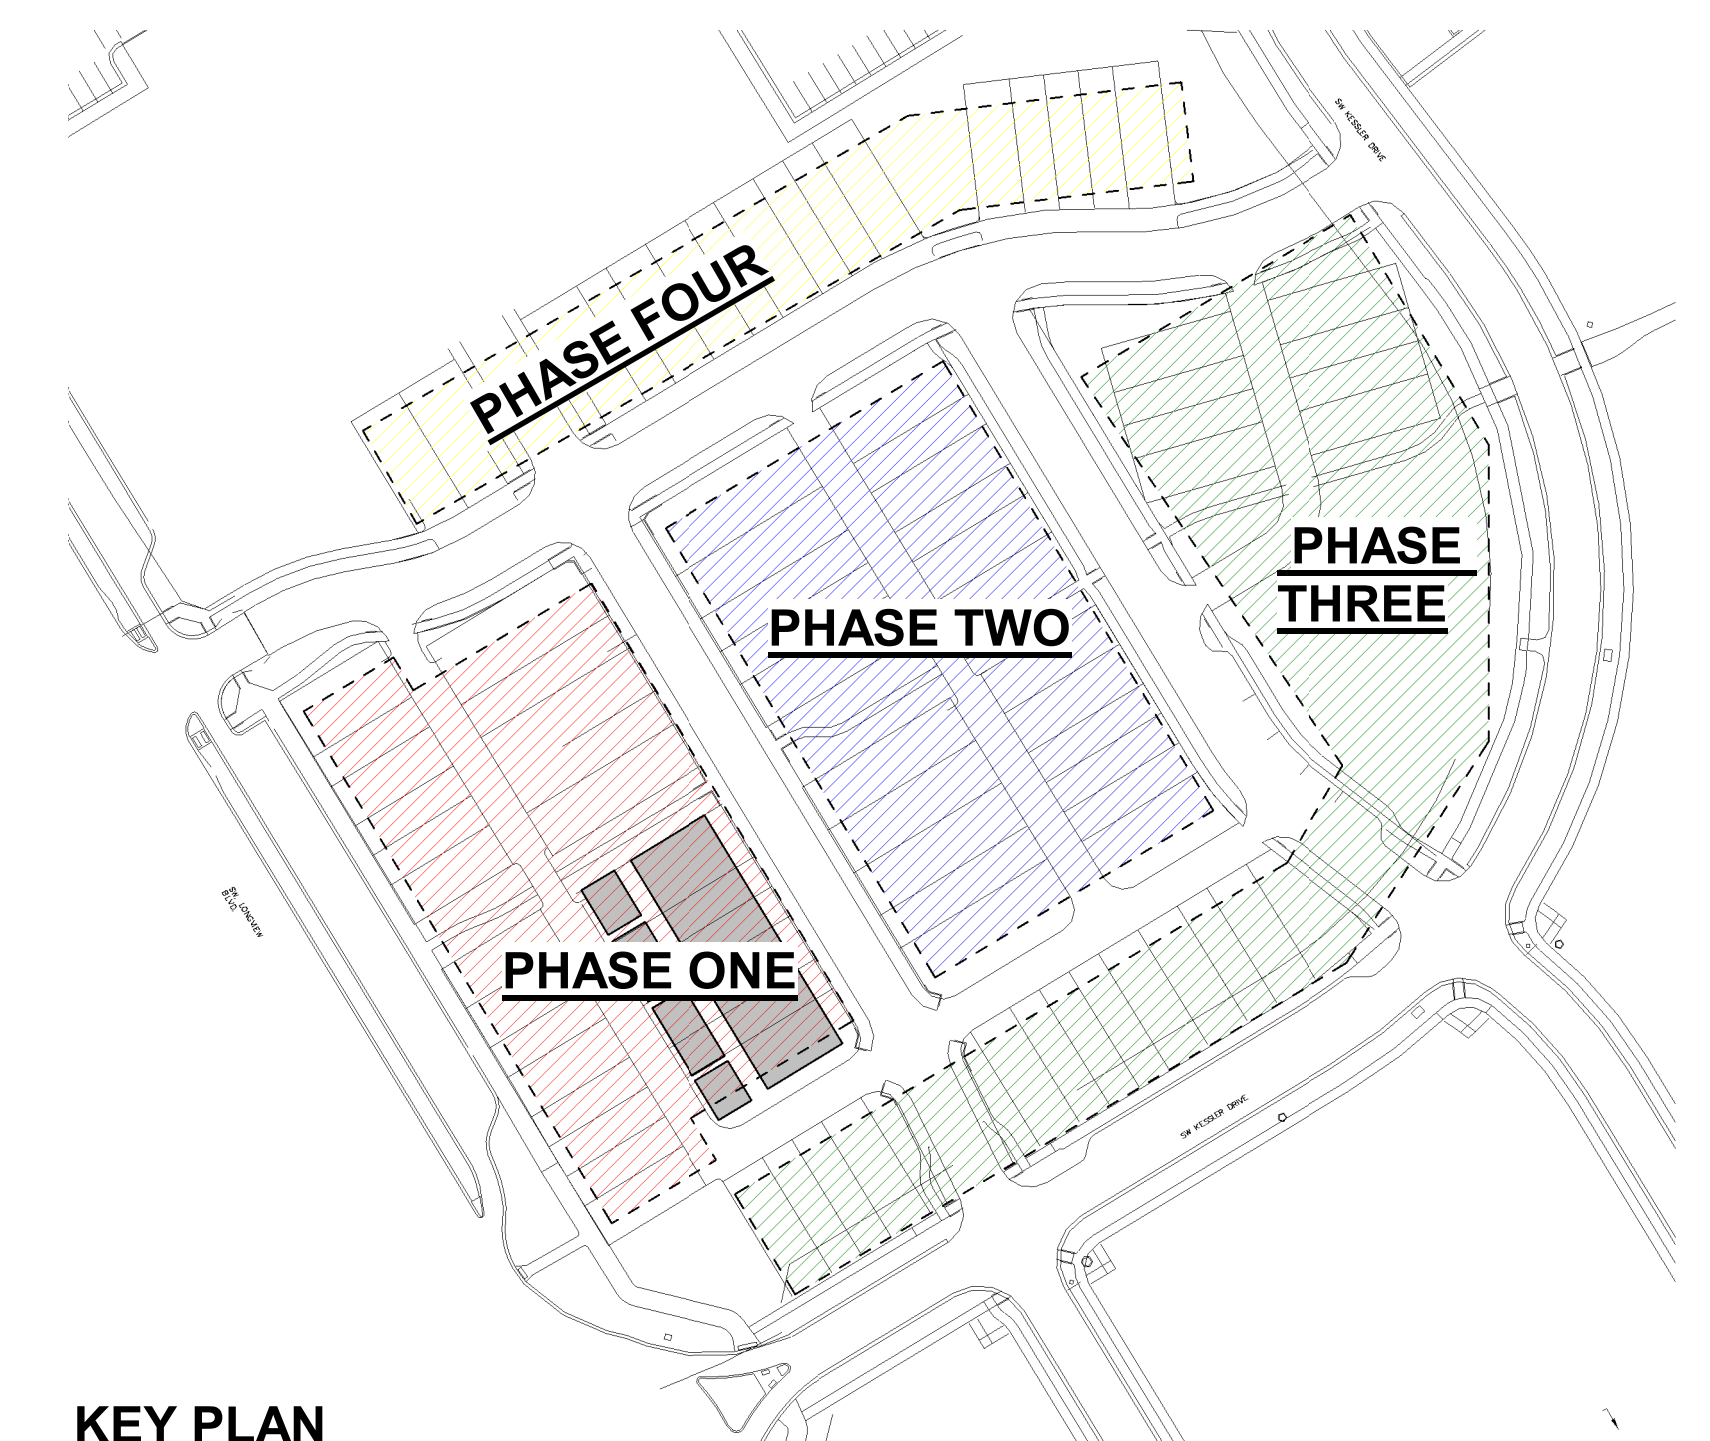 SW KESSLER DRIVE
PHASE FOUR
PHASE
THREE
PHASE TWO
SW LONGVIEW
BLVD.
PHASE ONE
SW KESSLER DRIVE
KEY PLAN